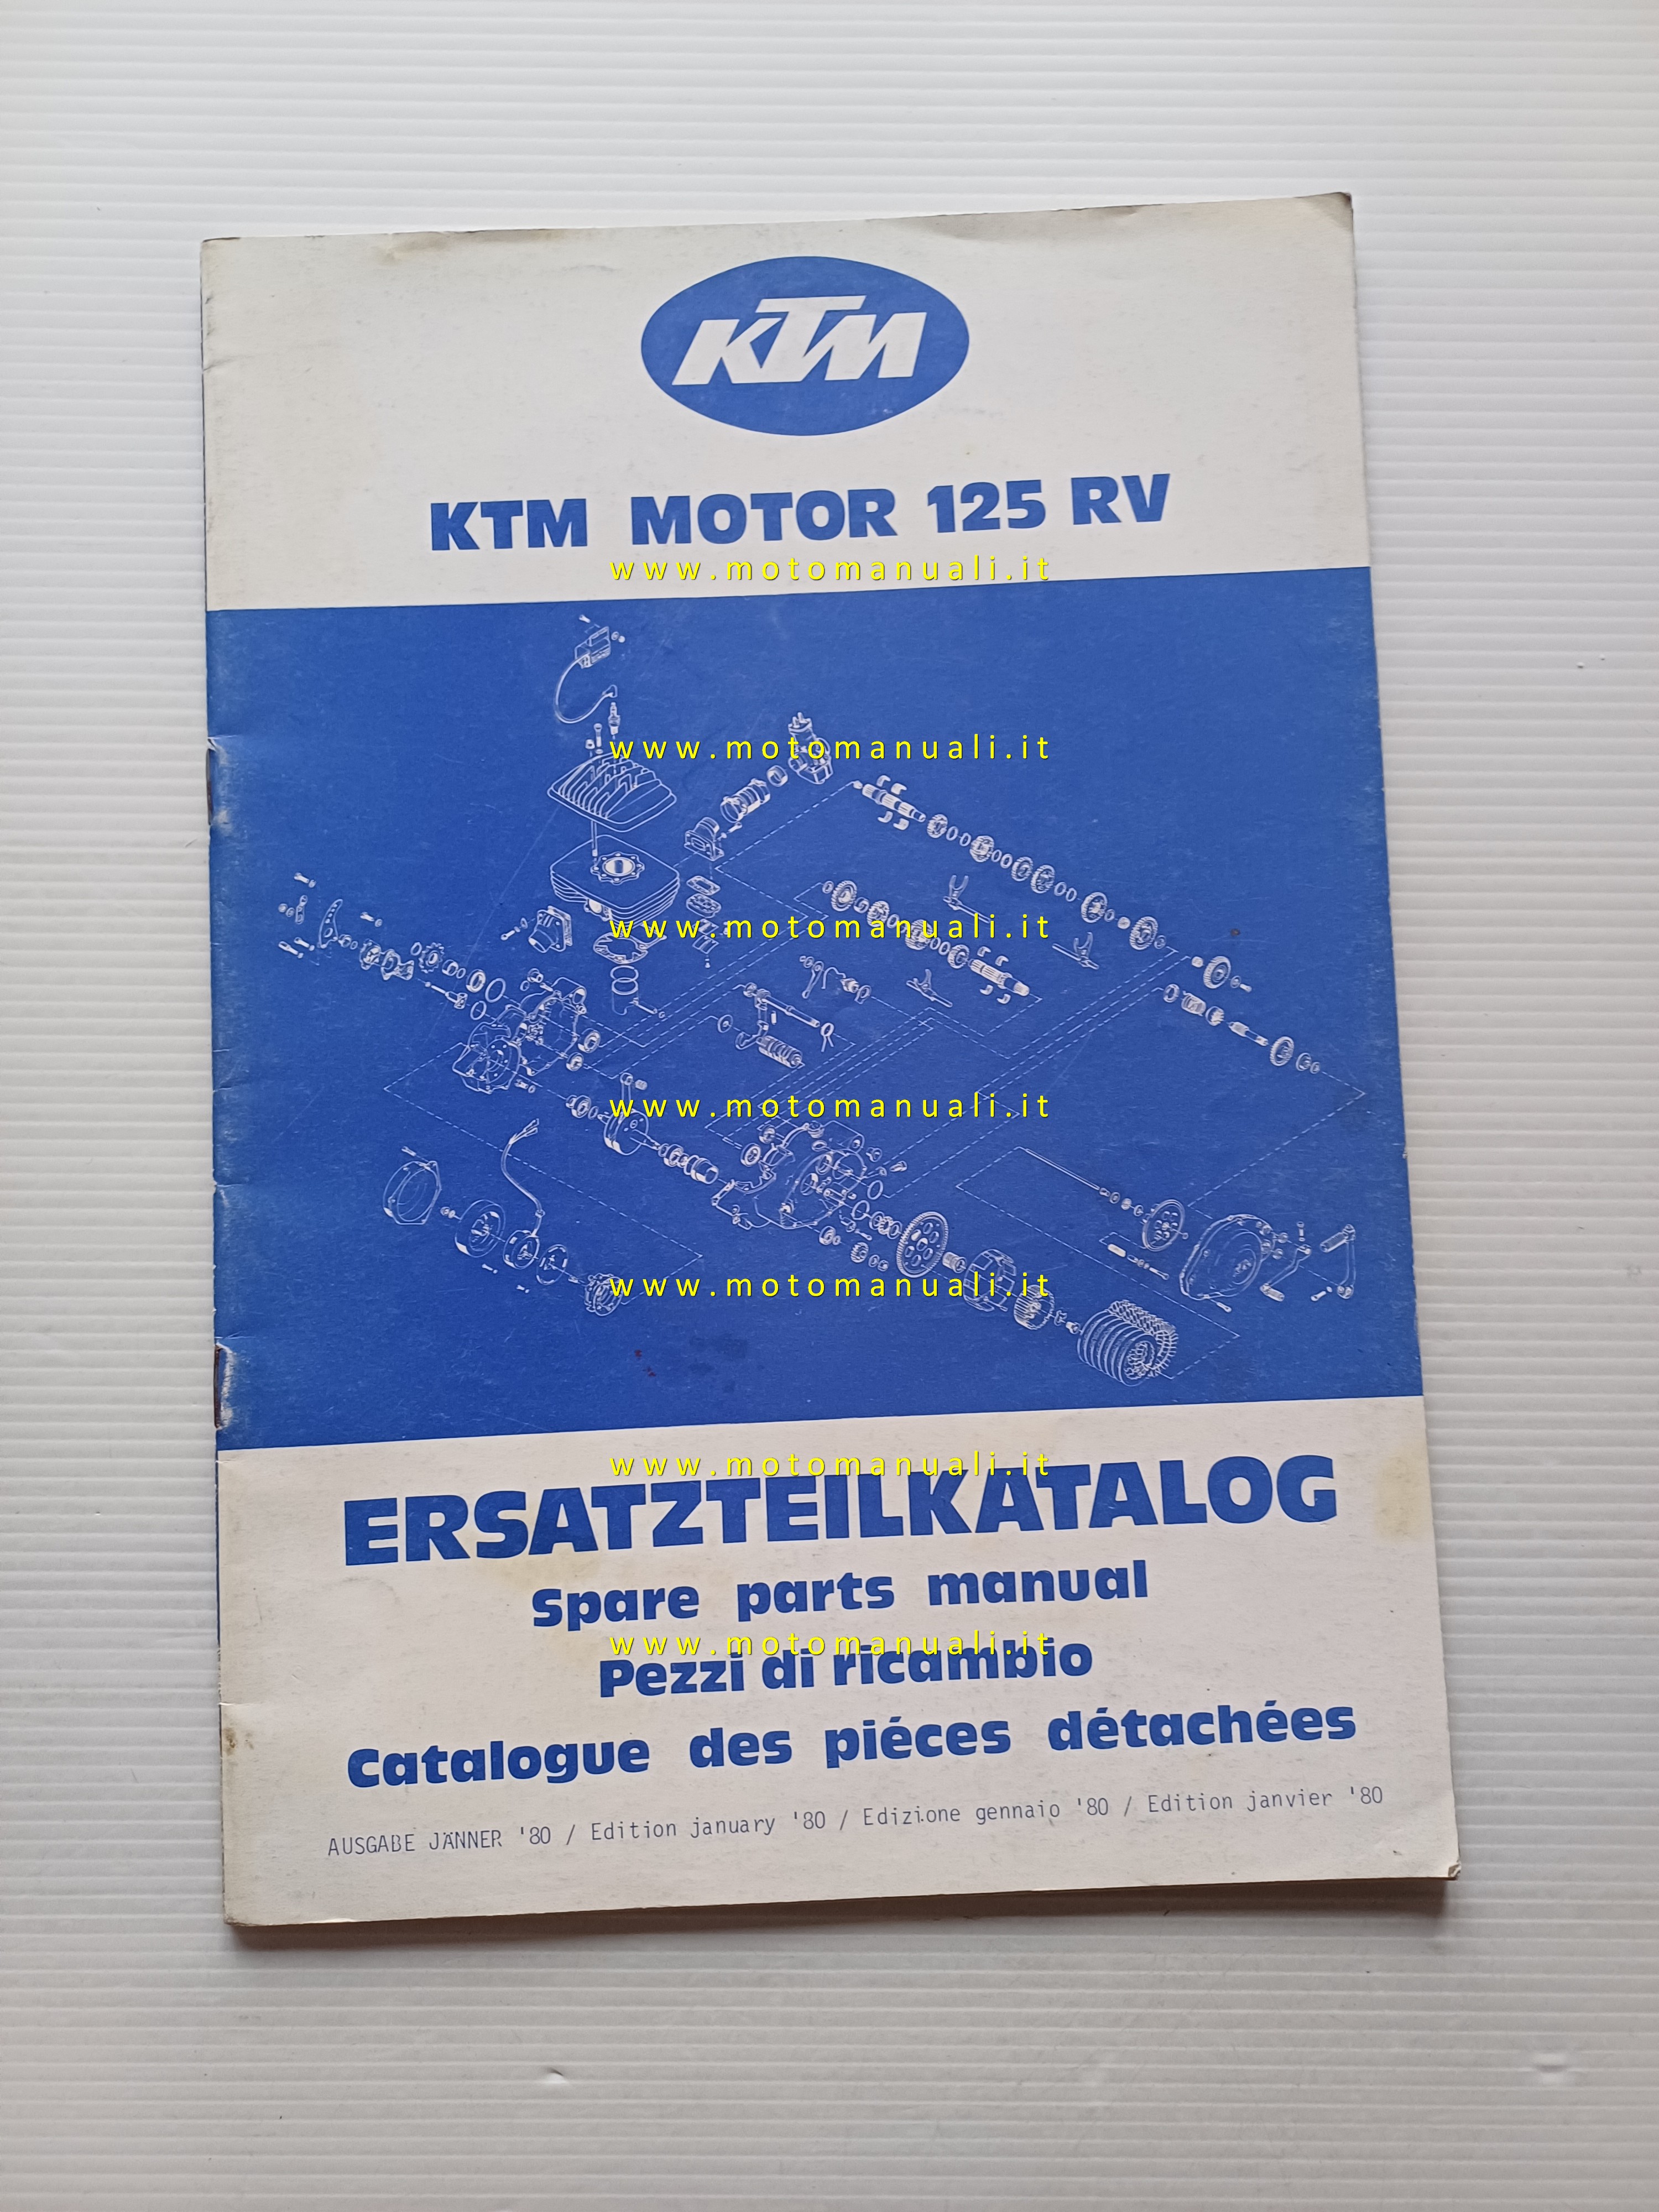 KTM
KTM MOTOR 125 RV
www.motomanuali.it
www.motomanuali.it
www.motomanuali.it
www.motomanuali.it
www.motomanuali.it
www.motomanuali.it
ERSATZTEILKATALOG
Spare parts manual
www.motomanuali.it
Pezzi di ricambio
Catalogue des piéces détachées
AUSGABE JÄNNER '80 / Edition january '80 / Edizione gennaio '80 / Edition janvier '80